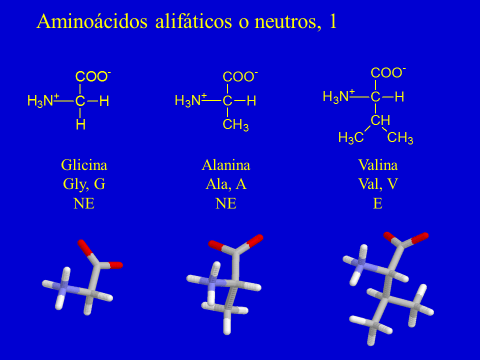 Aminoácidos alifáticos o neutros, 1
COO-
H3N+ C H
H
Glicina
Gly, G
NE
COO-
H3N+ C H
CH3
Alanina
Ala, A
NE
COO-
H3N+ C H
CH
H3C CH3
Valina
Val, V
E